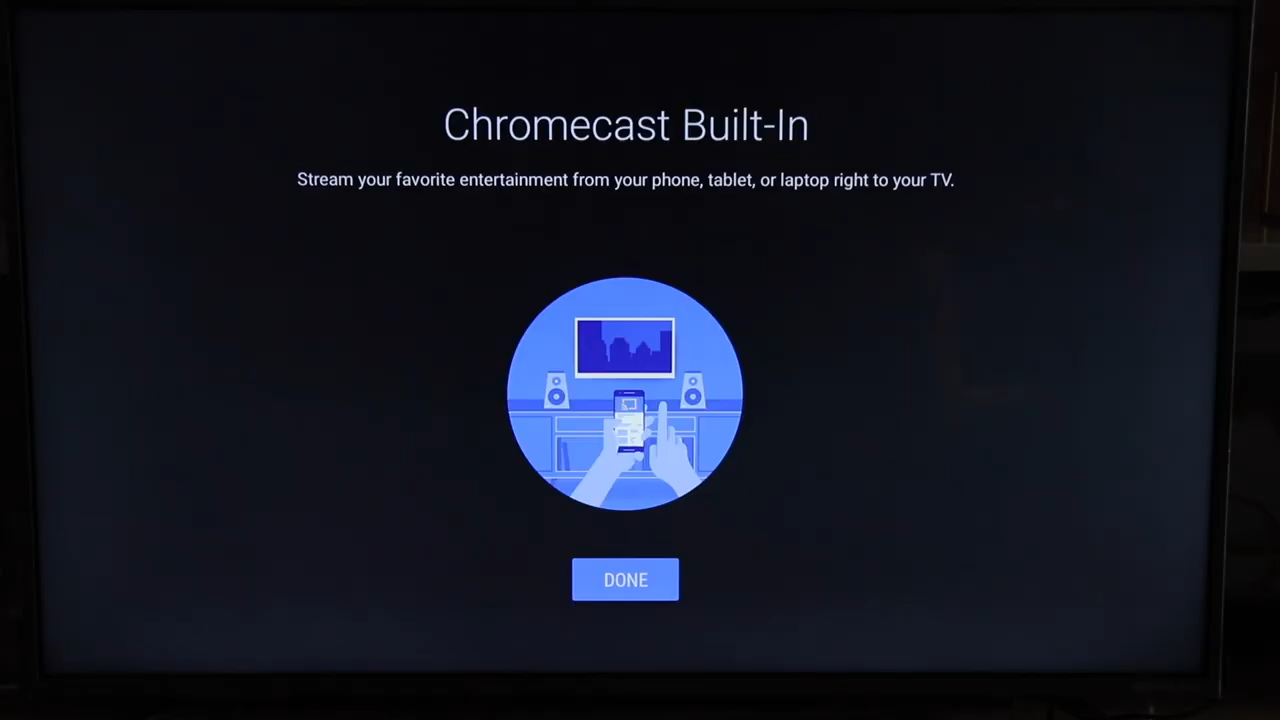 Chromecast Built-In
Stream your favorite entertainment from your phone, tablet, or laptop right to your TV.
DONE